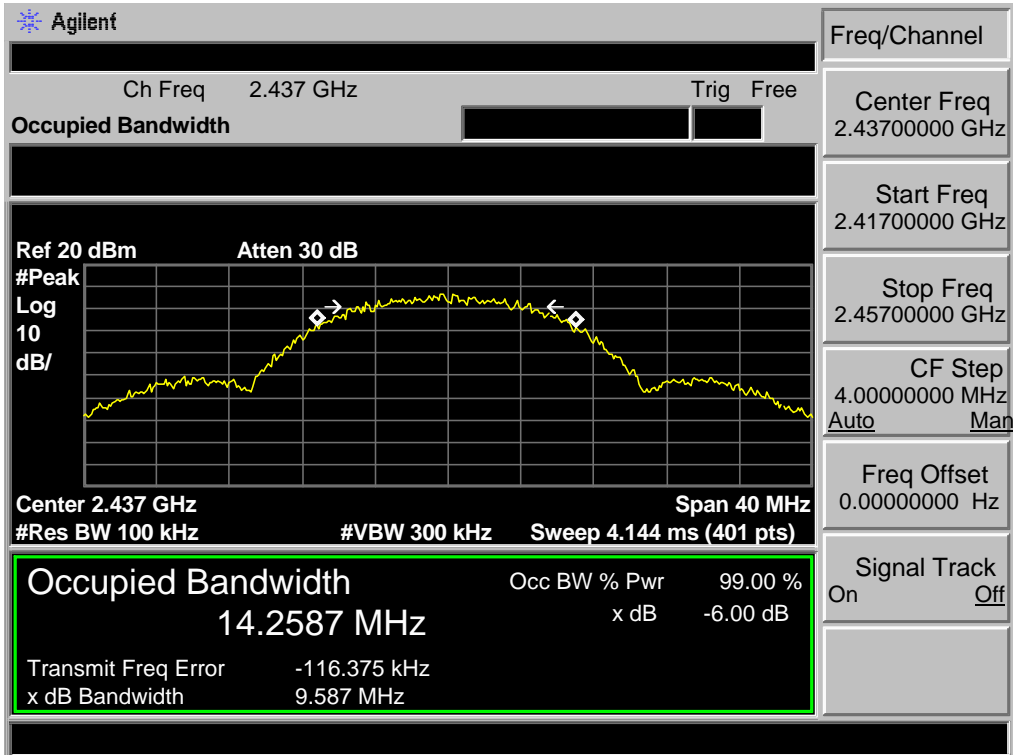 Agilent
Freq/Channel
Ch Freq 2.437 GHz Trig Free
Occupied Bandwidth
Center Freq
2.43700000 GHz
Start Freq
2.41700000 GHz
Stop Freq
2.45700000 GHz
CF Step
4.00000000 MHz
Auto Man
Freq Offset
0.00000000 Hz
Signal Track
On Off
Ref 20 dBm Atten 30 dB
#Peak
Log
10
dB/
Center 2.437 GHz Span 40 MHz
#Res BW 100 kHz #VBW 300 kHz Sweep 4.144 ms (401 pts)
Occupied Bandwidth Occ BW % Pwr 99.00 %
14.2587 MHz x dB -6.00 dB
Transmit Freq Error -116.375 kHz
x dB Bandwidth 9.587 MHz